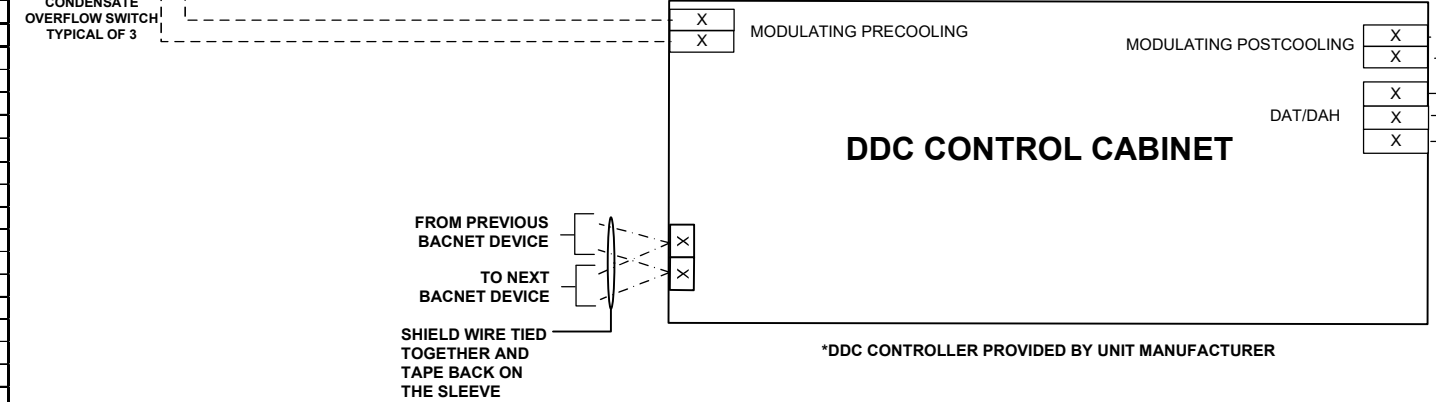 CONDENSATE
OVERFLOW SWITCH
TYPICAL OF 3
X
X
MODULATING PRECOOLING
MODULATING POSTCOOLING
X
X
DAT/DAH
X
X
X
DDC CONTROL CABINET
FROM PREVIOUS
BACNET DEVICE
X
X
TO NEXT
BACNET DEVICE
SHIELD WIRE TIED
TOGETHER AND
TAPE BACK ON
THE SLEEVE
*DDC CONTROLLER PROVIDED BY UNIT MANUFACTURER